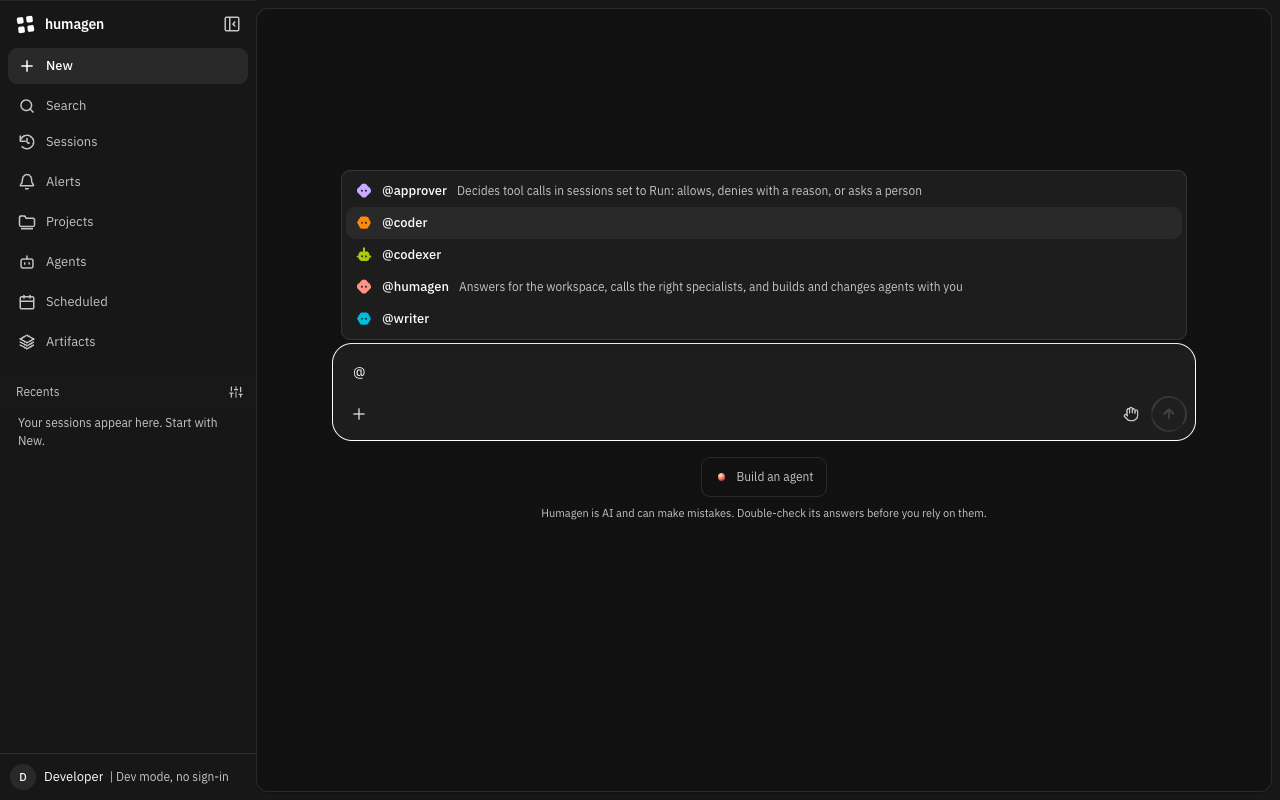 humagen
New
Search
Sessions
Alerts
Projects
Agents
Scheduled
Artifacts
Recents
Your sessions appear here. Start with
New.
D Developer | Dev mode, no sign-in
@approver Decides tool calls in sessions set to Run: allows, denies with a reason, or asks a person
@coder
@codexer
@humagen Answers for the workspace, calls the right specialists, and builds and changes agents with you
@writer
@
Build an agent
Humagen is AI and can make mistakes. Double-check its answers before you rely on them.